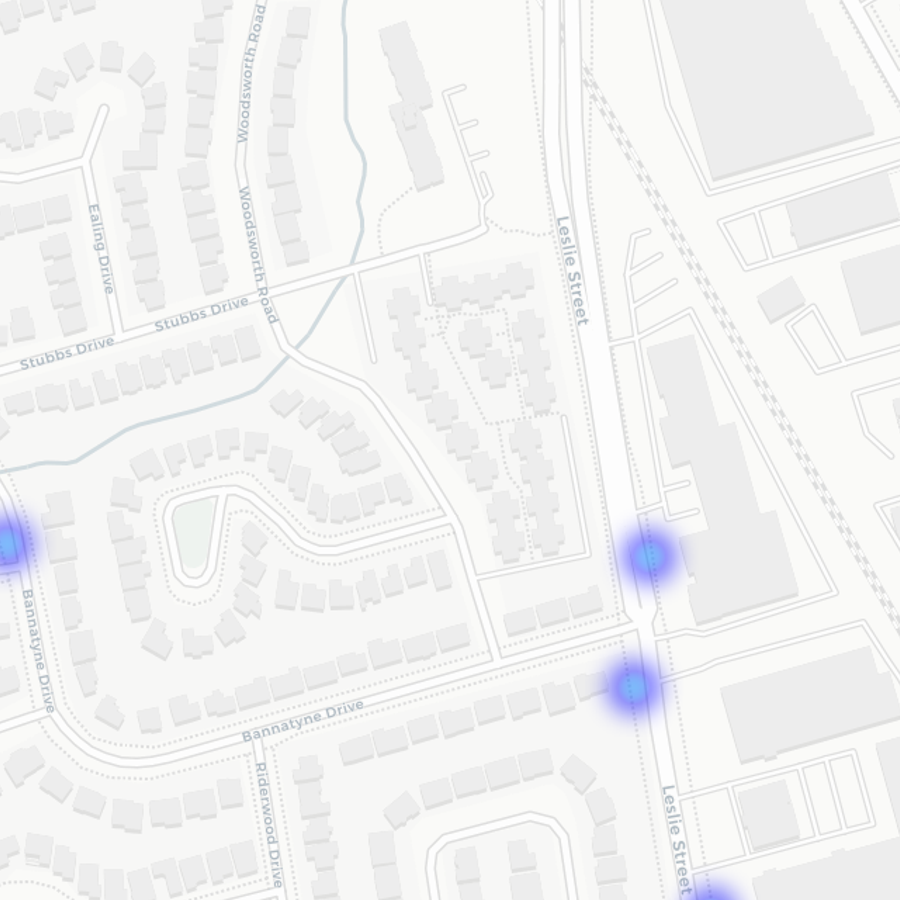 Woodsworth Road
Ealing Drive
Woodsworth Road
Leslie Street
Stubbs Drive
Stubbs Drive
Bannatyne Drive
Bannatyne Drive
Riderwood Drive
Leslie Street